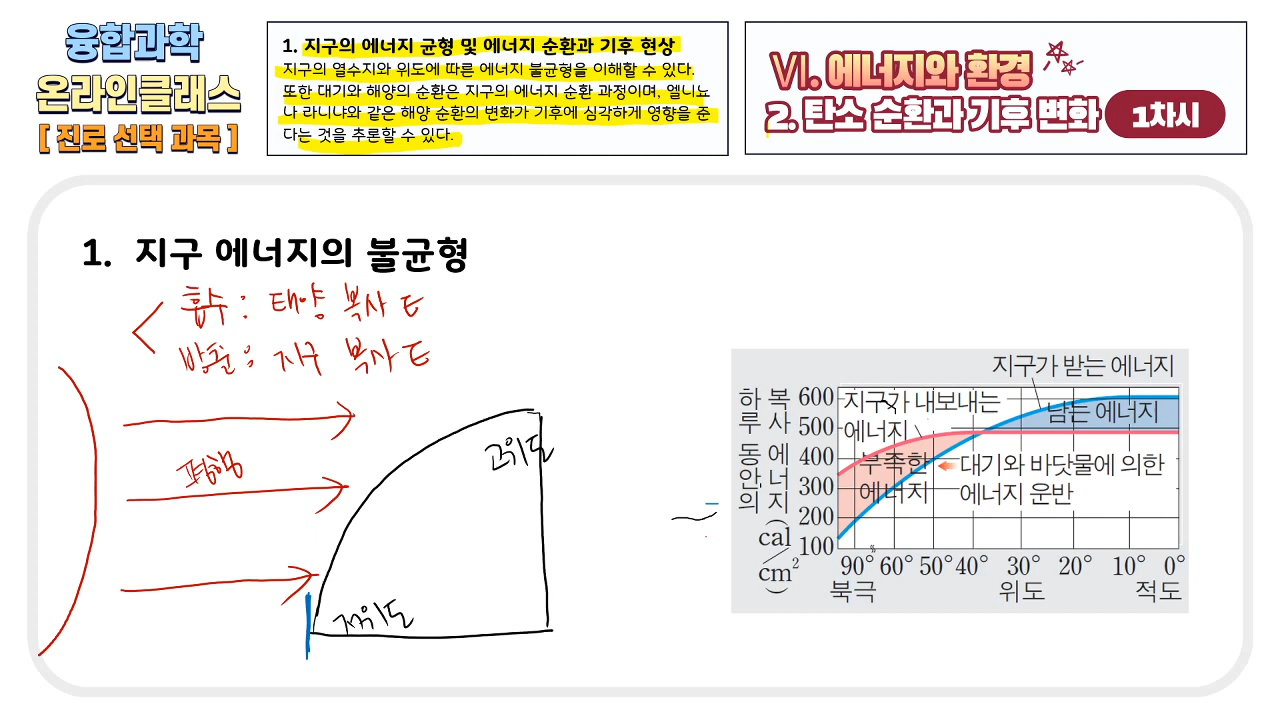 융합과학
온라인클래스
[ 진로 선택 과목 ]
1. 지구의 에너지 균형 및 에너지 순환과 기후 현상
지구의 열수지와 위도에 따른 에너지 불균형을 이해할 수 있다.
또한 대기와 해양의 순환은 지구의 에너지 순환 과정이며, 엘니뇨
나 라니냐와 같은 해양 순환의 변화가 기후에 심각하게 영향을 준
다는 것을 추론할 수 있다.
Ⅵ. 에너지와 환경
2. 탄소 순환과 기후 변화 1차시
1. 지구 에너지의 불균형
흡수 : 태양 복사 E
방출 : 지구 복사 E
평행
고위도
저위도
지구가 받는 에너지
하루 동안의 복사 에너지 (cal/cm²)
600
500
400
300
200
100
지구가 내보내는
에너지
남는 에너지
부족한
에너지
대기와 바닷물에 의한
에너지 운반
90° 60° 50° 40° 30° 20° 10° 0°
북극 위도 적도